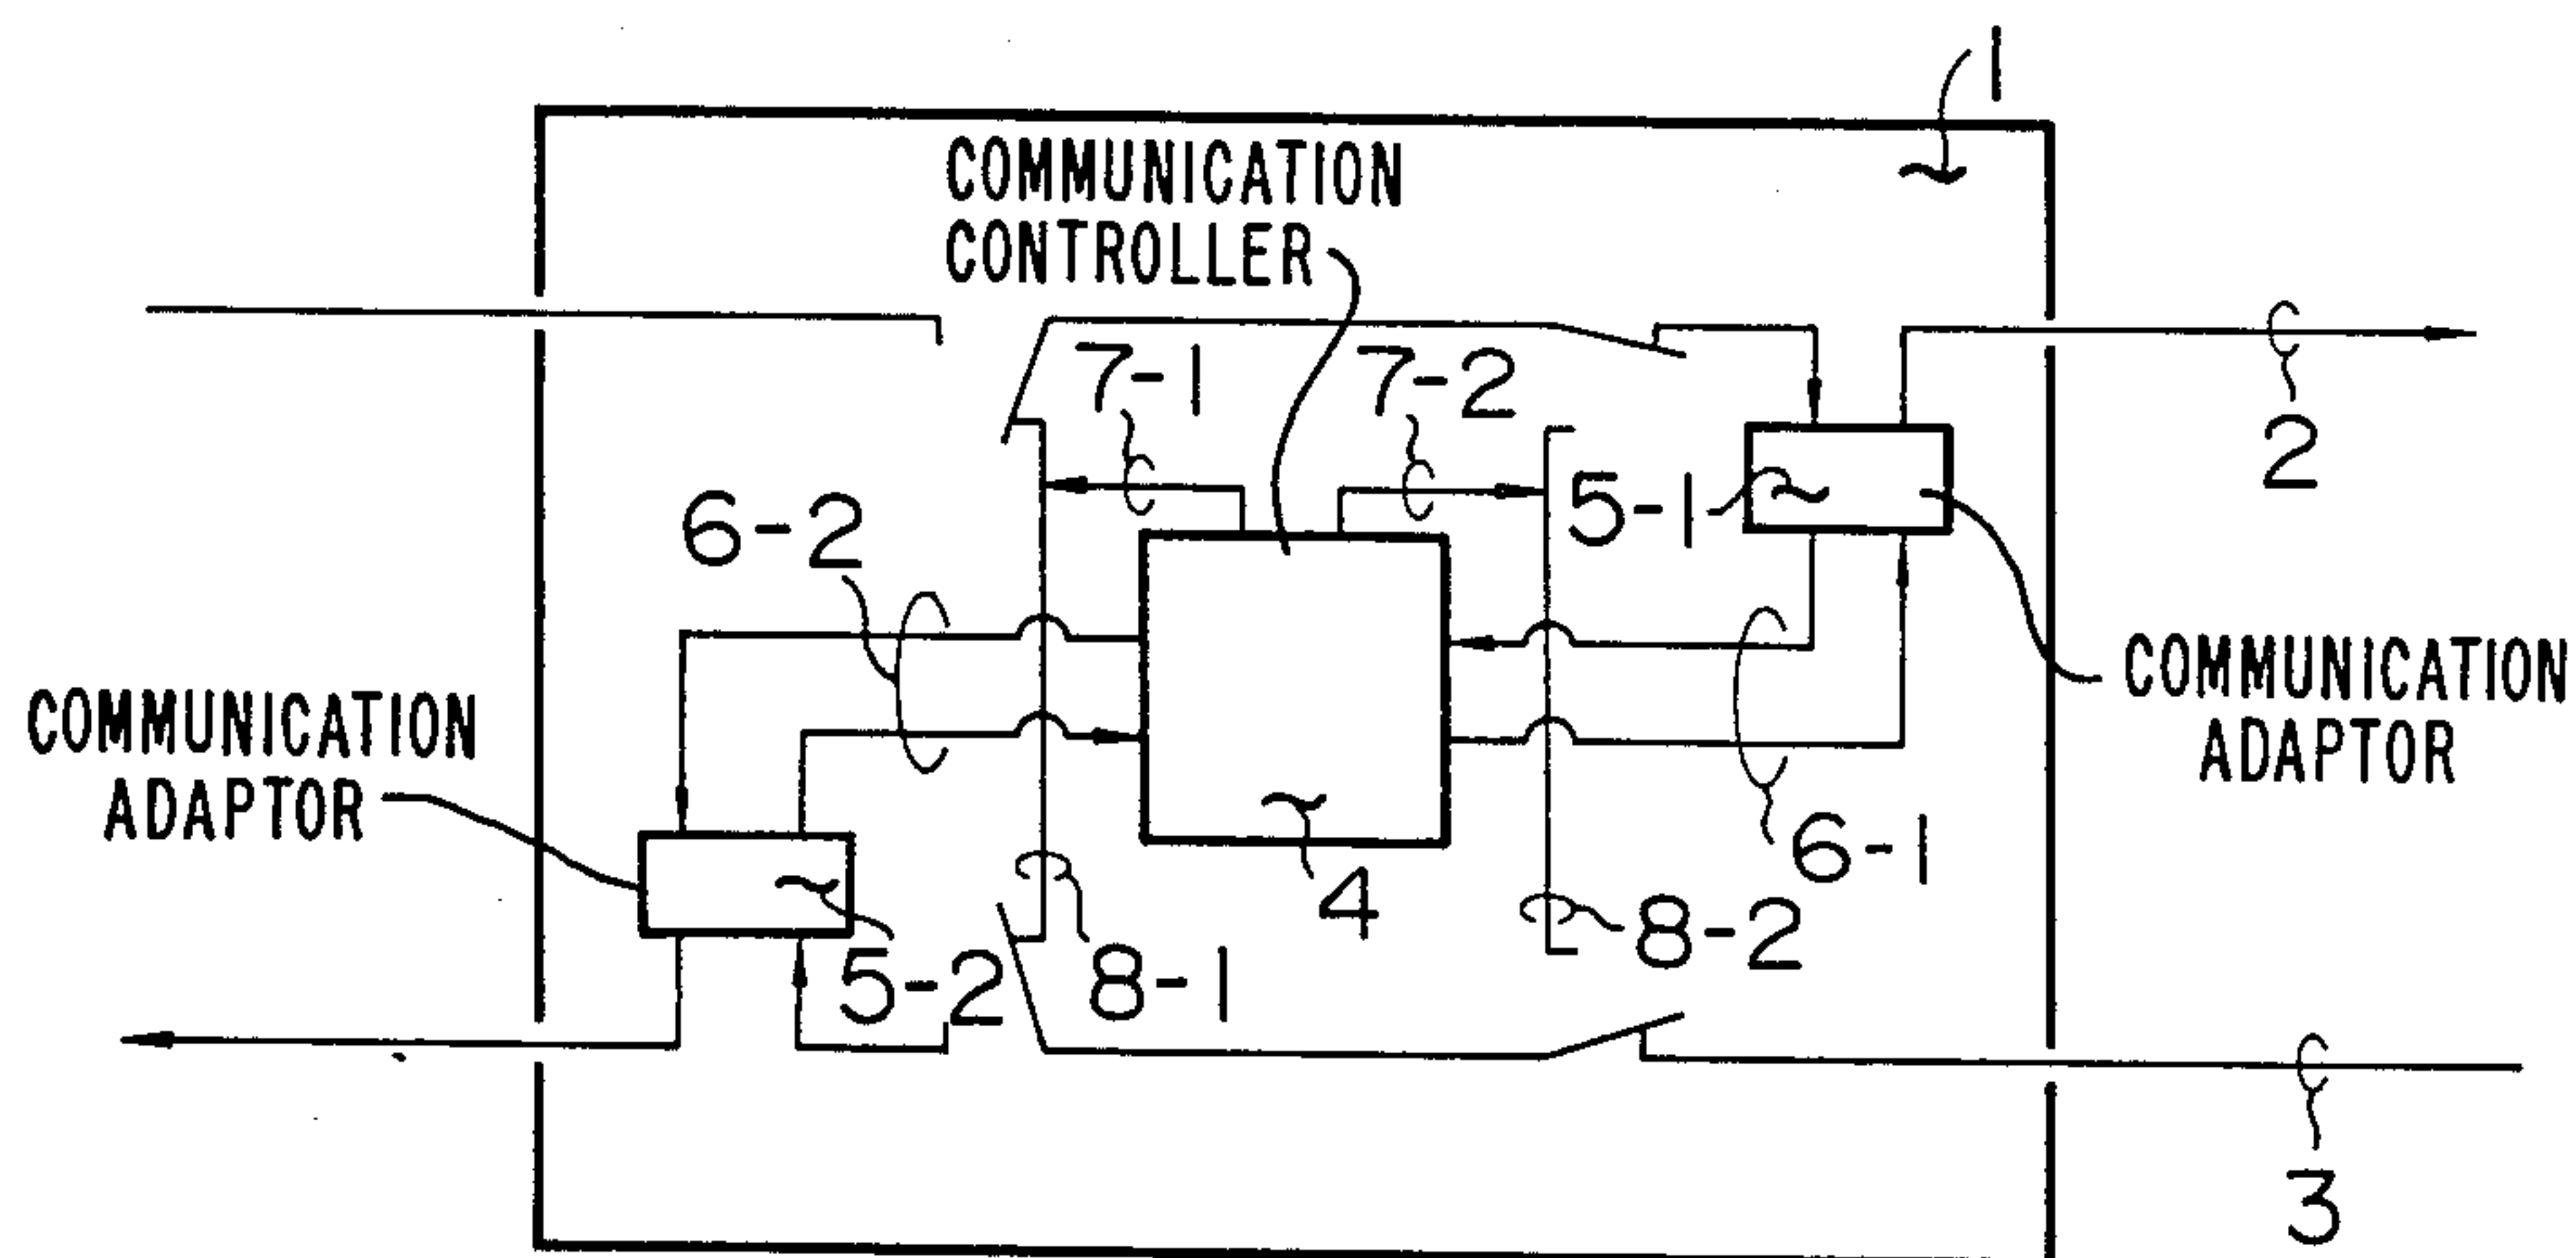 1
COMMUNICATION
CONTROLLER
7-1
7-2
2
5-1
6-2
COMMUNICATION
ADAPTOR
COMMUNICATION
ADAPTOR
6-1
4
8-2
5-2
8-1
3